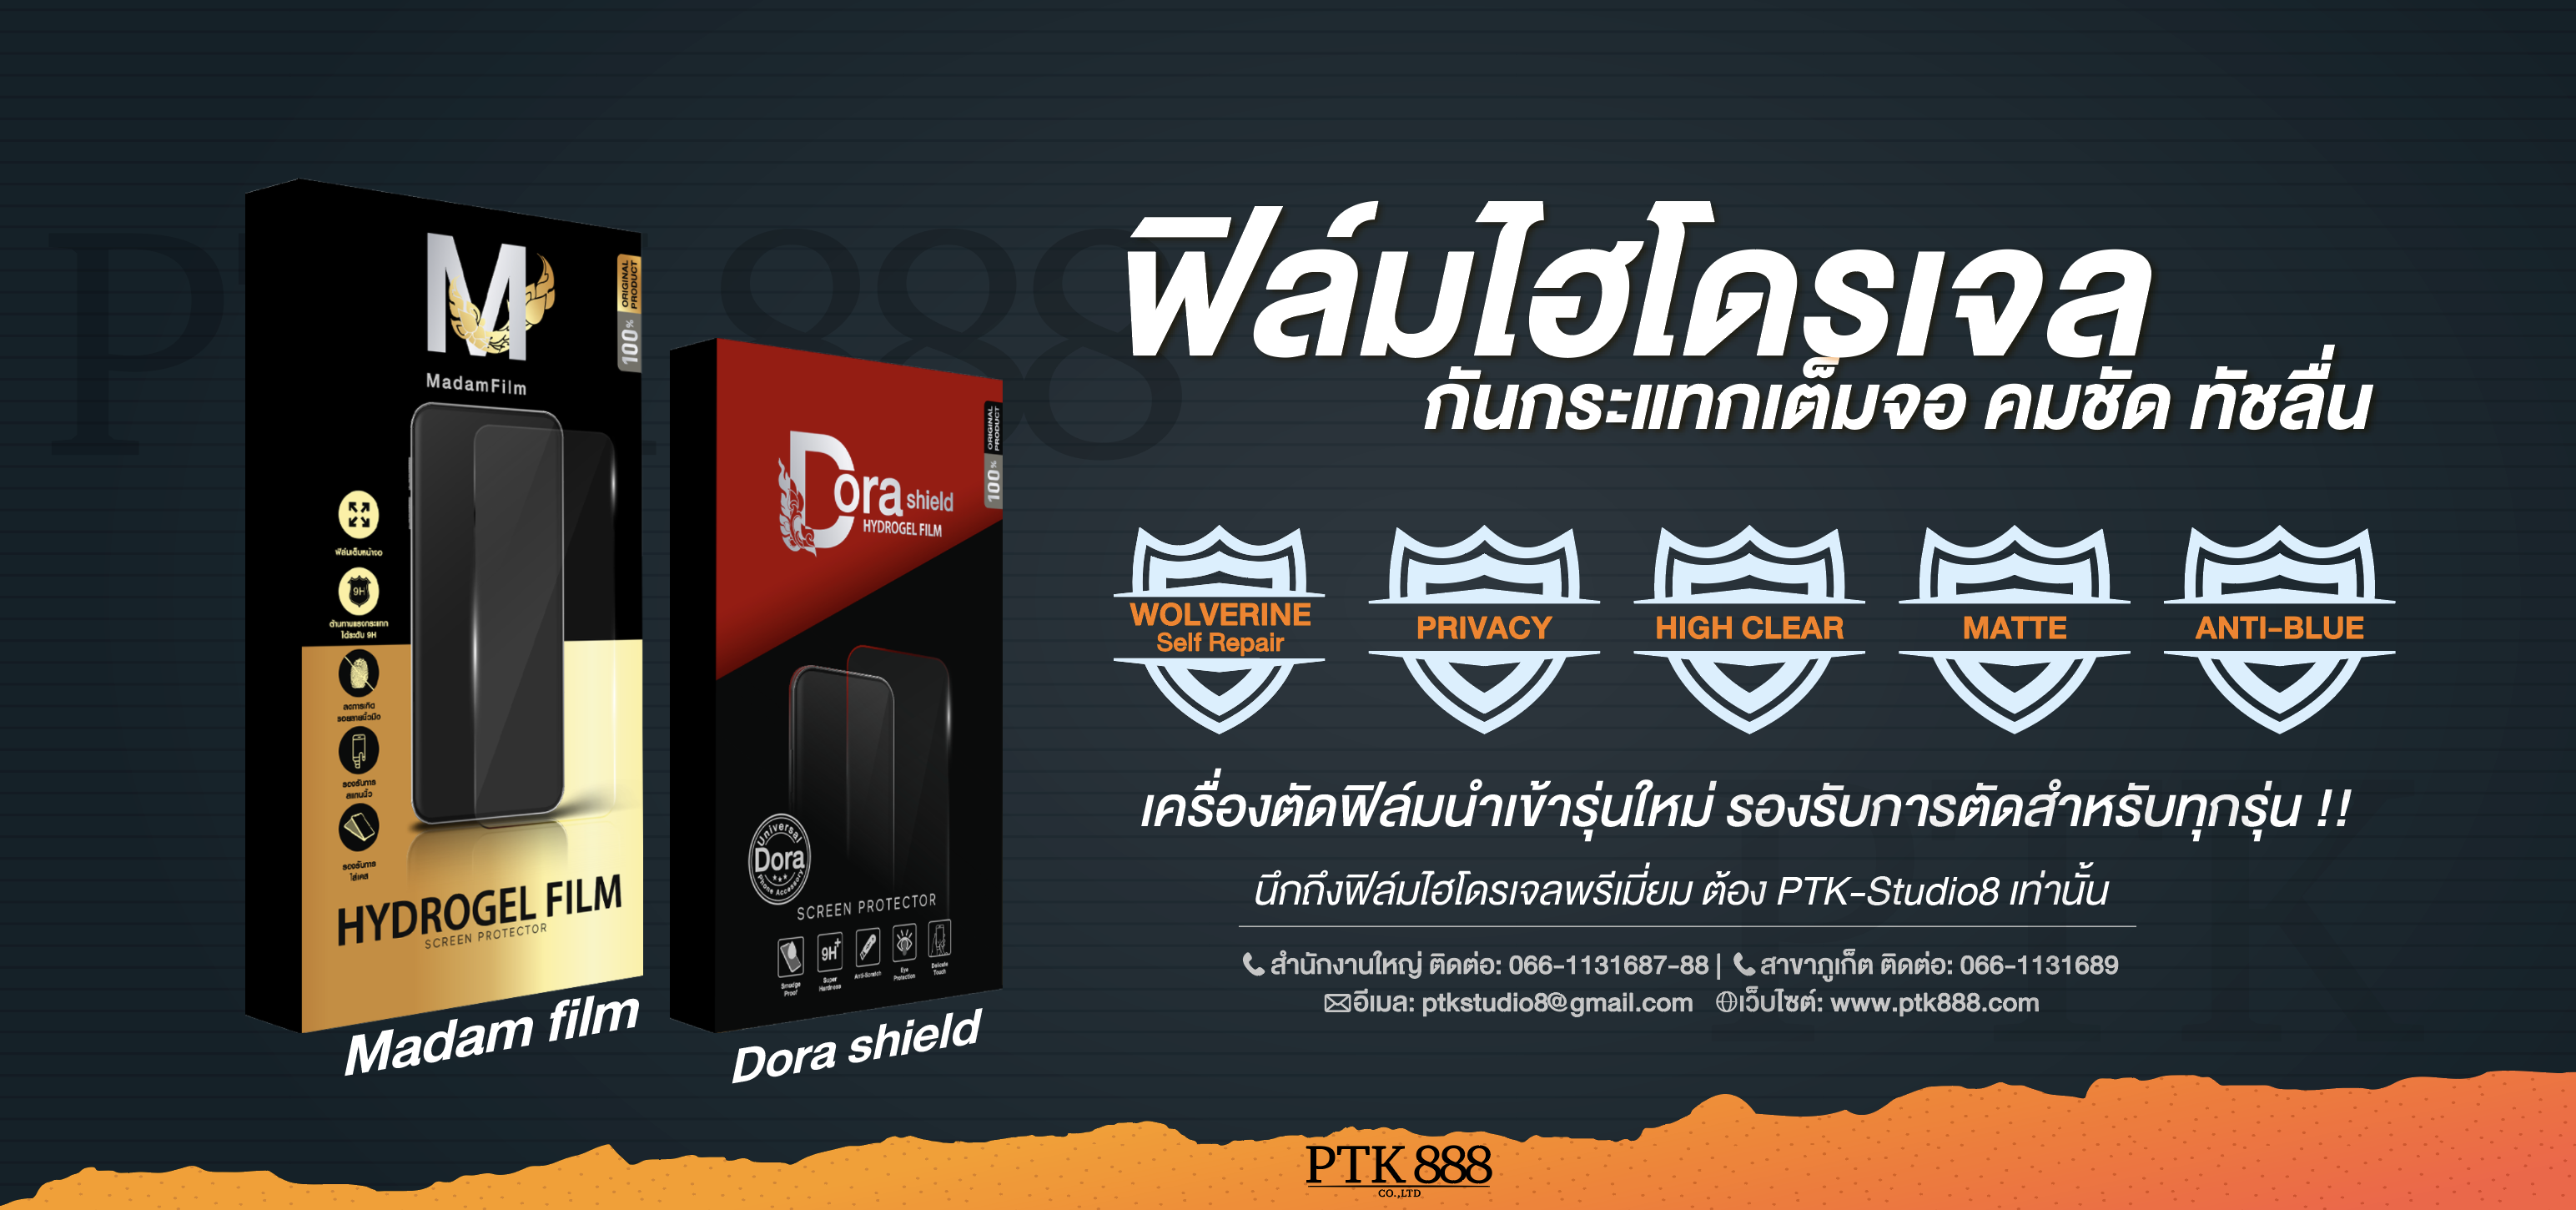 PTK 888
M
MadamFilm
ORIGINAL
PRODUCT
100%
ฟิล์มเต็มหน้าจอ
9H
ต้านทานแรงกระแทก
ได้ระดับ 9H
ลดการเกิด
รอยลายนิ้วมือ
รองรับการ
สแกนนิ้ว
รองรับการ
ใส่เคส
HYDROGEL FILM
SCREEN PROTECTOR
Madam film
Dora shield
HYDROGEL FILM
ORIGINAL
PRODUCT
100%
Universal
Dora
Phone Accessory
SCREEN PROTECTOR
9H+
Smudge
Proof
Super
Hardness
Anti-Scratch
Eye
Protection
Delicate
Touch
Dora shield
ฟิล์มไฮโดรเจล
กันกระแทกเต็มจอ คมชัด ทัชลื่น
WOLVERINE
Self Repair
PRIVACY
HIGH CLEAR
MATTE
ANTI-BLUE
เครื่องตัดฟิล์มนำเข้ารุ่นใหม่ รองรับการตัดสำหรับทุกรุ่น !!
นึกถึงฟิล์มไฮโดรเจลพรีเมี่ยม ต้อง PTK-Studio8 เท่านั้น
สำนักงานใหญ่ ติดต่อ: 066-1131687-88 | สาขาภูเก็ต ติดต่อ: 066-1131689
อีเมล: ptkstudio8@gmail.com เว็บไซต์: www.ptk888.com
PTK
PTK 888
CO.,LTD